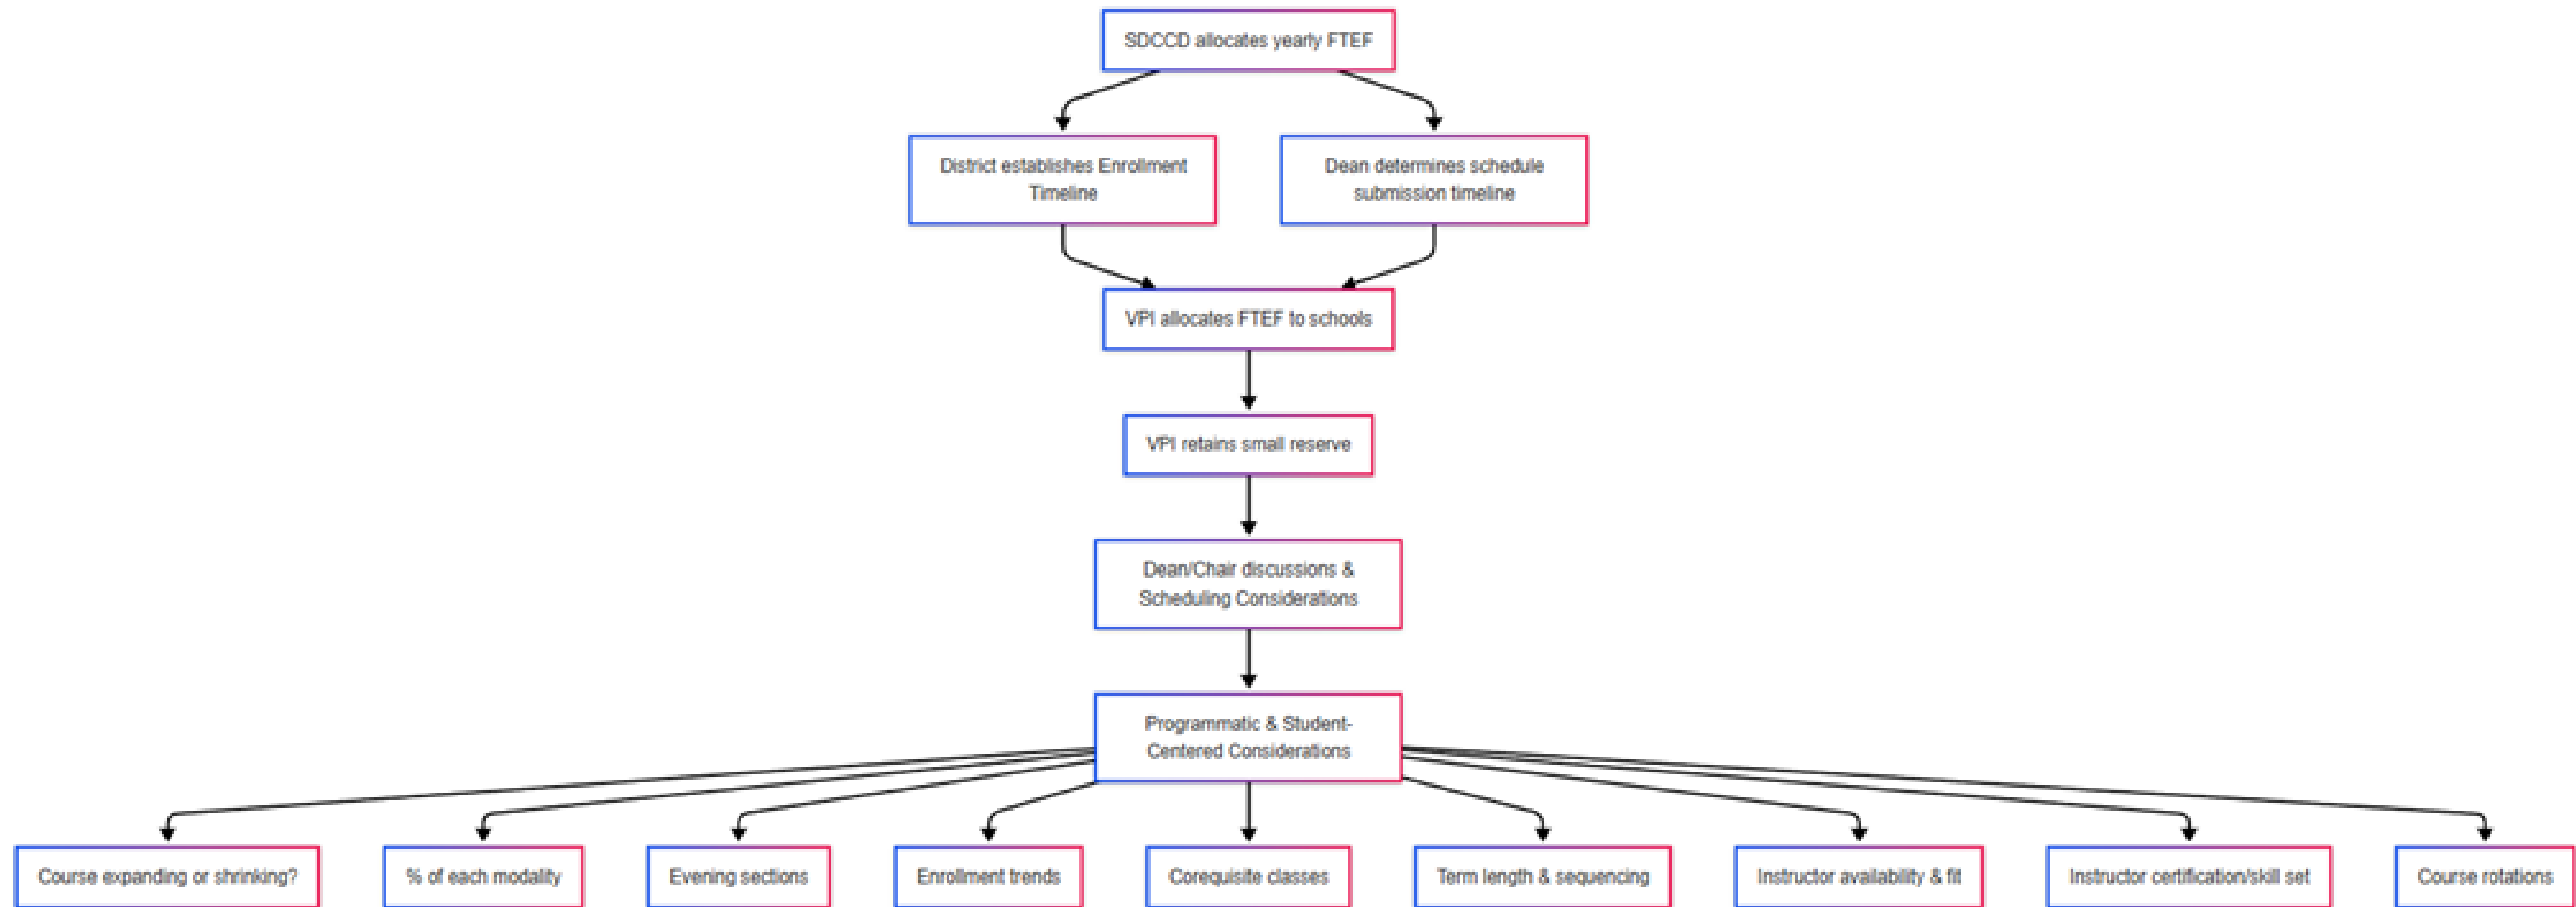 SDCCD allocates yearly FTEF
District establishes Enrollment
Timeline
Dean determines schedule
submission timeline
VPI allocates FTEF to schools
VPI retains small reserve
Dean/Chair discussions &
Scheduling Considerations
Programmatic & Student-
Centered Considerations
Course expanding or shrinking?
% of each modality
Evening sections
Enrollment trends
Corequisite classes
Term length & sequencing
Instructor availability & fit
Instructor certification/skill set
Course rotations